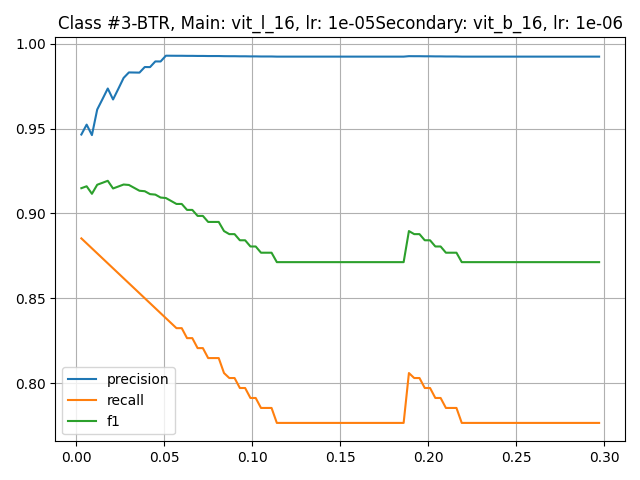 Class #3-BTR, Main: vit_l_16, lr: 1e-05Secondary: vit_b_16, lr: 1e-06
1.00
0.95
0.90
0.85
0.80
precision
recall
f1
0.00 0.05 0.10 0.15 0.20 0.25 0.30